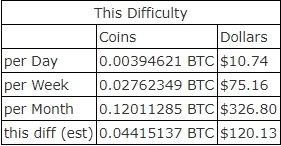 This Difficulty
Coins Dollars
per Day 0.00394621 BTC $10.74
per Week 0.02762349 BTC $75.16
per Month 0.12011285 BTC $326.80
this diff (est) 0.04415137 BTC $120.13